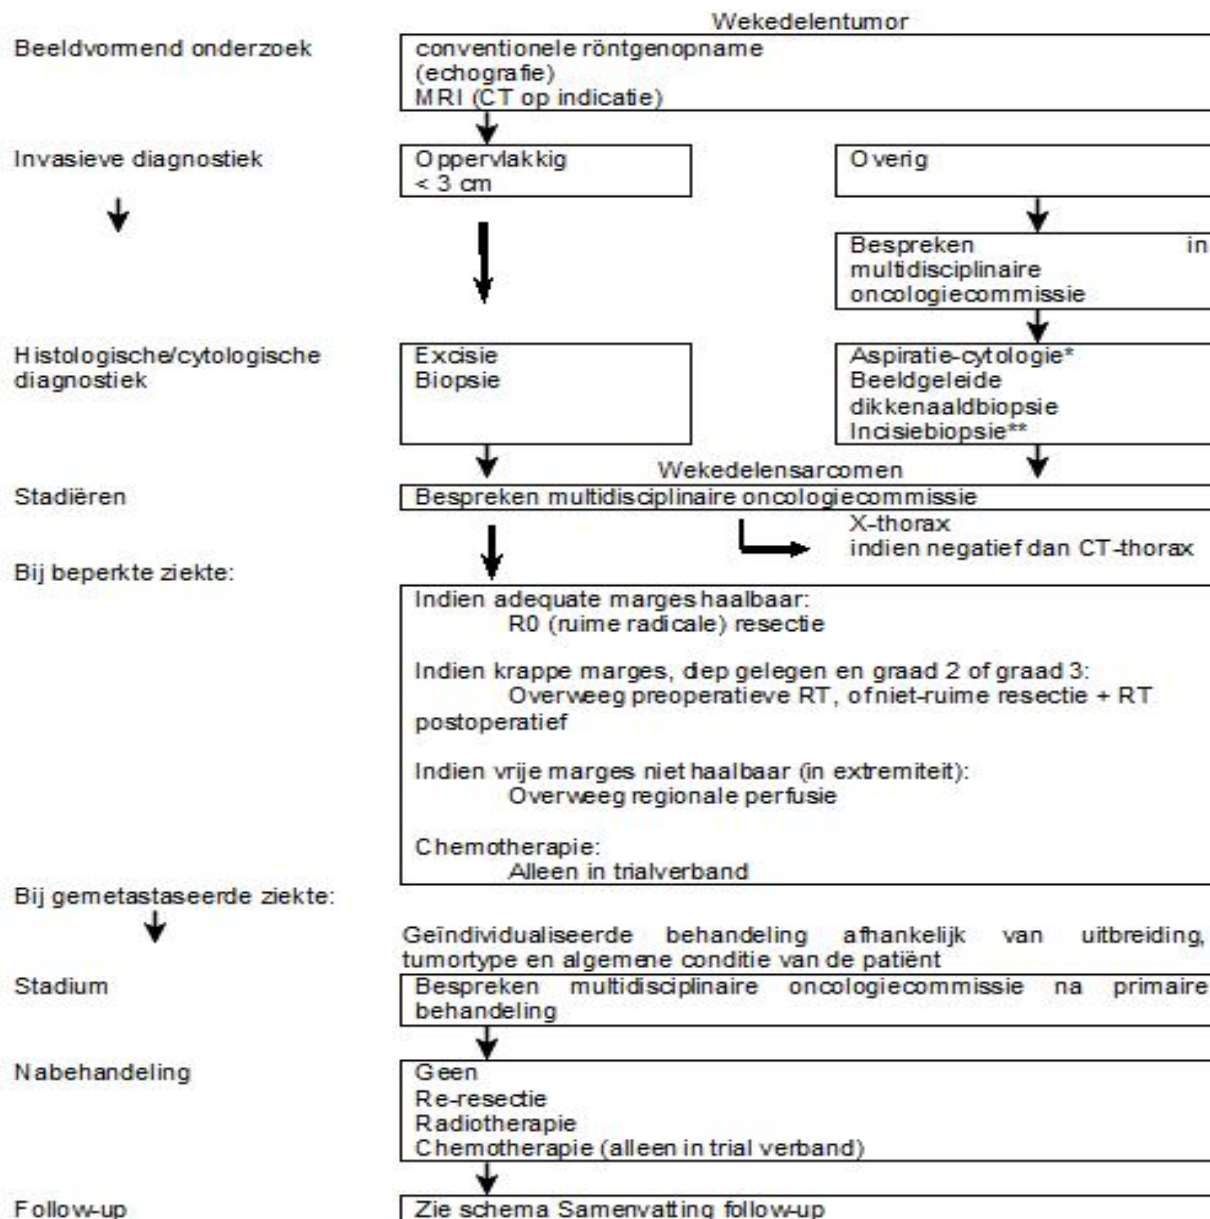 Wekedelentumor
Beeldvormend onderzoek
conventionele röntgenopname
(echografie)
MRI (CT op indicatie)
Invasieve diagnostiek
Oppervlakkig
< 3 cm
Overig
Bespreken in
multidisciplinaire
oncologiecommissie
Histologische/cytologische
diagnostiek
Excisie
Biopsie
Aspiratie-cytologie*
Beeldgeleide
dikkenaaldbiopsie
Incisiebiopsie**
Wekedelensarcomen
Stadiëren
Bespreken multidisciplinaire oncologiecommissie
X-thorax
indien negatief dan CT-thorax
Bij beperkte ziekte:
Indien adequate marges haalbaar:
R0 (ruime radicale) resectie
Indien krappe marges, diep gelegen en graad 2 of graad 3:
Overweeg preoperatieve RT, of niet-ruime resectie + RT
postoperatief
Indien vrije marges niet haalbaar (in extremiteit):
Overweeg regionale perfusie
Chemotherapie:
Alleen in trialverband
Bij gemetastaseerde ziekte:
Geïndividualiseerde behandeling afhankelijk van uitbreiding,
tumortype en algemene conditie van de patiënt
Stadium
Bespreken multidisciplinaire oncologiecommissie na primaire
behandeling
Nabehandeling
Geen
Re-resectie
Radiotherapie
Chemotherapie (alleen in trial verband)
Follow-up
Zie schema Samenvatting follow-up